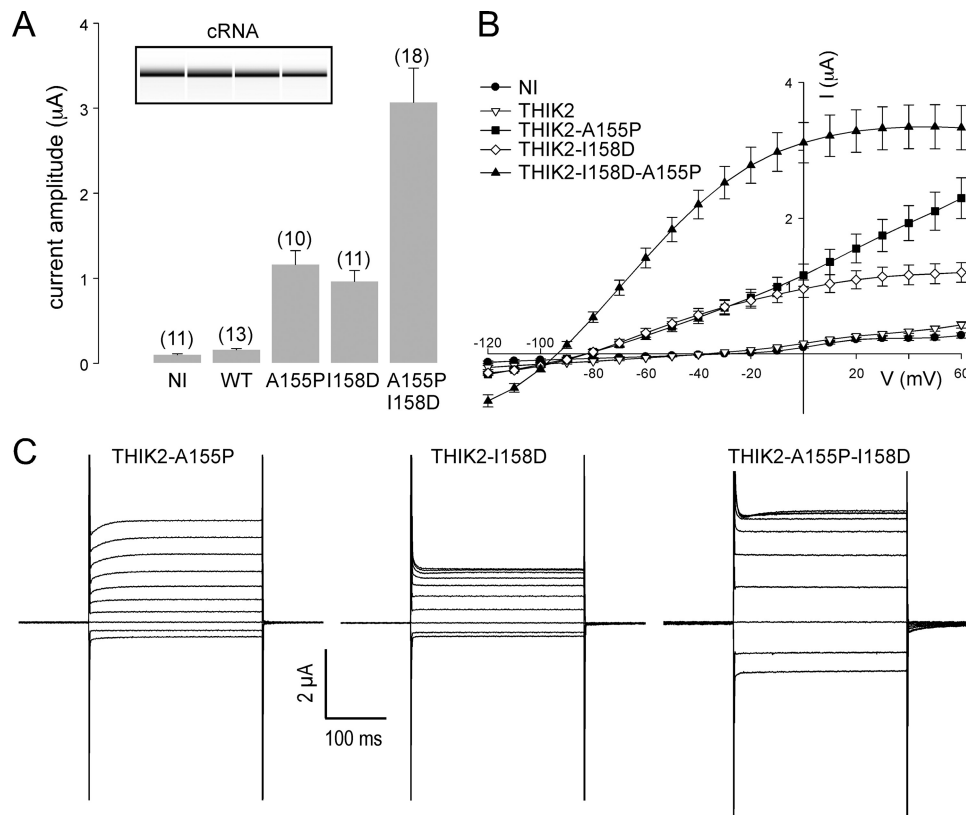 A
cRNA
current amplitude (µA)
4
3
2
1
0
(11)
(13)
(10)
(11)
(18)
NI
WT
A155P
I158D
A155P
I158D
B
NI
THIK2
THIK2-A155P
THIK2-I158D
THIK2-I158D-A155P
I (µA)
4
2
1
-120
-100
-80
-60
-40
-20
20
40
60
V (mV)
C
THIK2-A155P
THIK2-I158D
THIK2-A155P-I158D
2 µA
100 ms